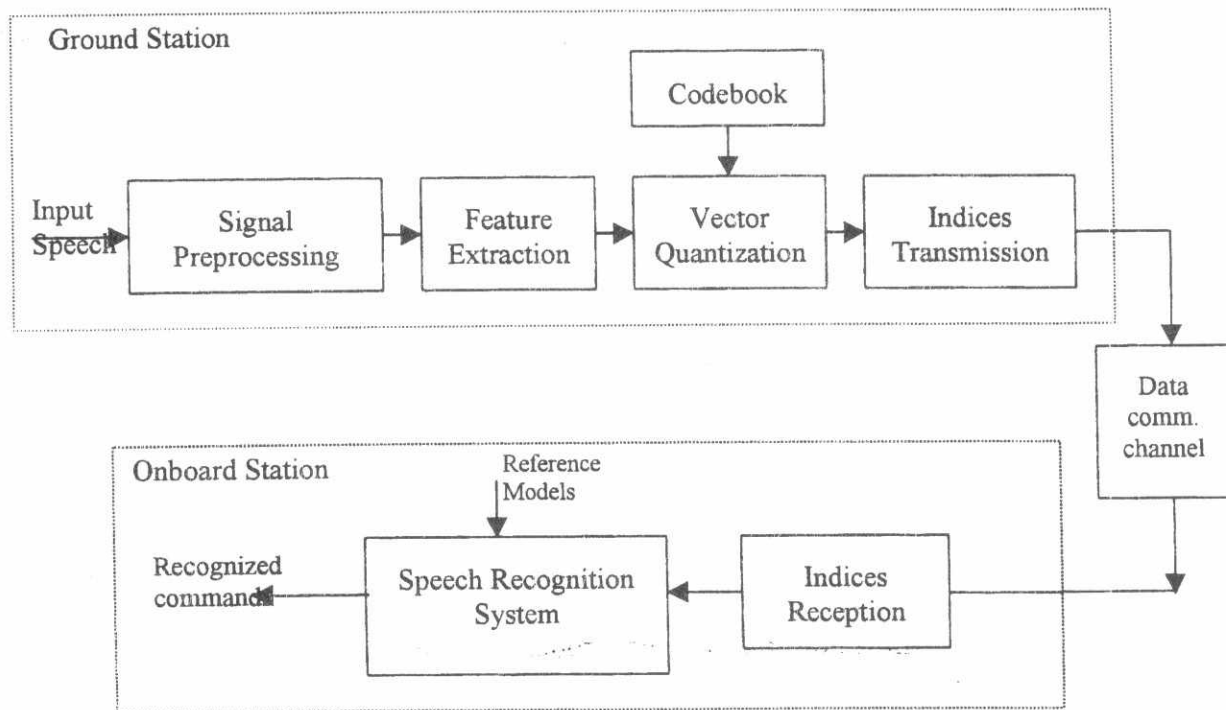 Ground Station
Codebook
Input
Speech
Signal
Preprocessing
Feature
Extraction
Vector
Quantization
Indices
Transmission
Data
comm.
channel
Onboard Station
Reference
Models
Recognized
commands
Speech Recognition
System
Indices
Reception